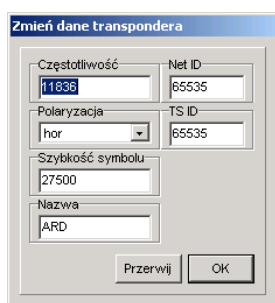 Zmień dane transpondera
Częstotliwość Net ID
11836 65535
Polaryzacja TS ID
hor 65535
Szybkość symbolu
27500
Nazwa
ARD
Przerwij OK